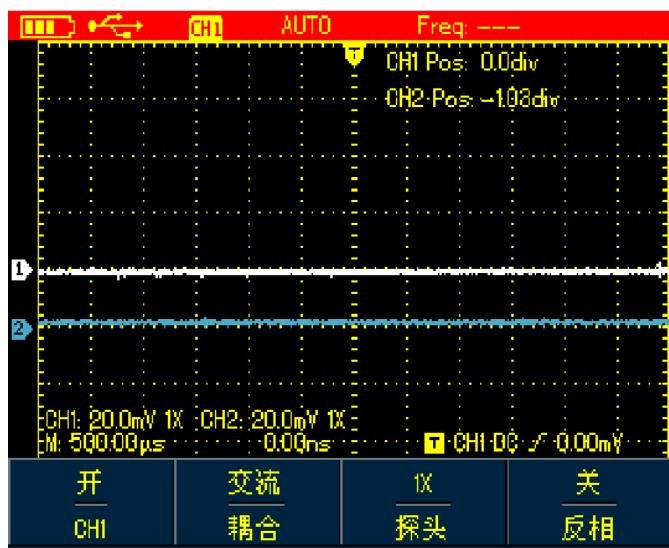 CH1 AUTO Freq: ---
T
CH1 Pos: 0.0div
CH2 Pos: -1.03div
1
2
CH1: 20.0mV 1X CH2: 20.0mV 1X
M: 500.00μs 0.00ns T CH1 DC 0.00mV
开 交流 1X 关
CH1 耦合 探头 反相